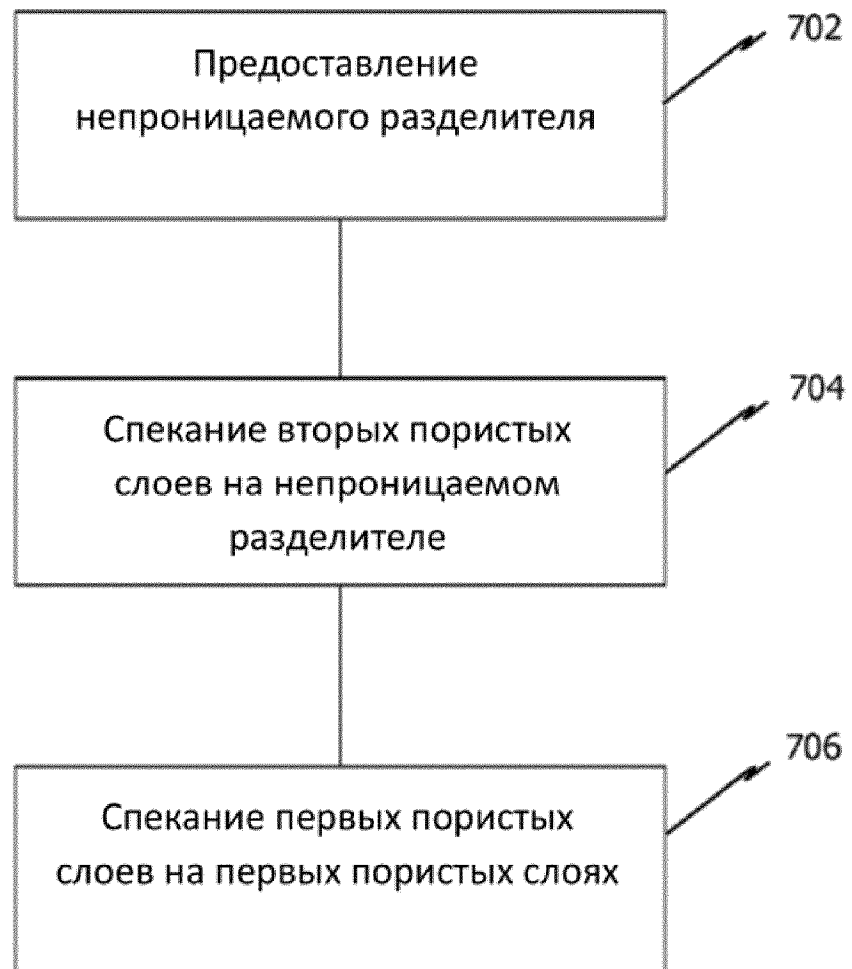 Предоставление
непроницаемого разделителя
702
Спекание вторых пористых
слоев на непроницаемом
разделителе
704
Спекание первых пористых
слоев на первых пористых слоях
706